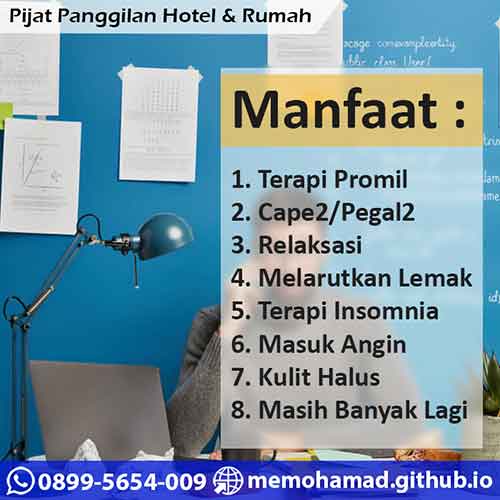 Pijat Panggilan Hotel & Rumah
Manfaat :
1. Terapi Promil
2. Cape2/Pegal2
3. Relaksasi
4. Melarutkan Lemak
5. Terapi Insomnia
6. Masuk Angin
7. Kulit Halus
8. Masih Banyak Lagi
0899-5654-009 memohamad.github.io